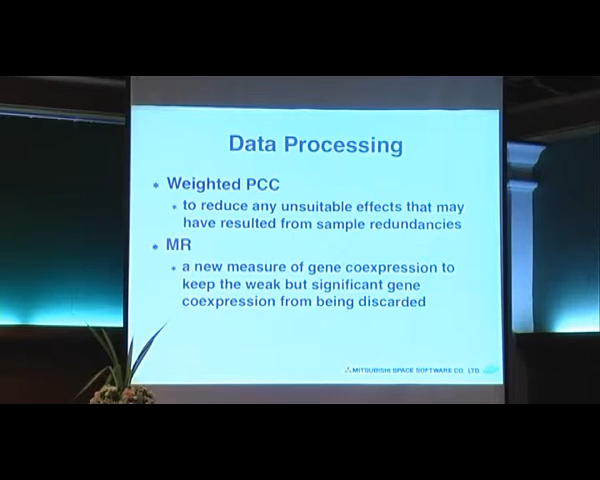 Data Processing
* Weighted PCC
* to reduce any unsuitable effects that may
have resulted from sample redundancies
* MR
* a new measure of gene coexpression to
keep the weak but significant gene
coexpression from being discarded
MITSUBISHI SPACE SOFTWARE CO. LTD.